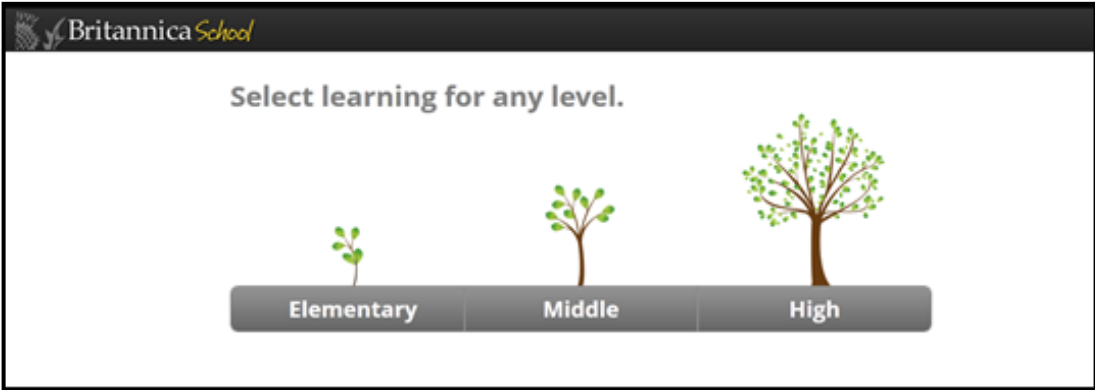 Britannica School
Select learning for any level.
Elementary Middle High